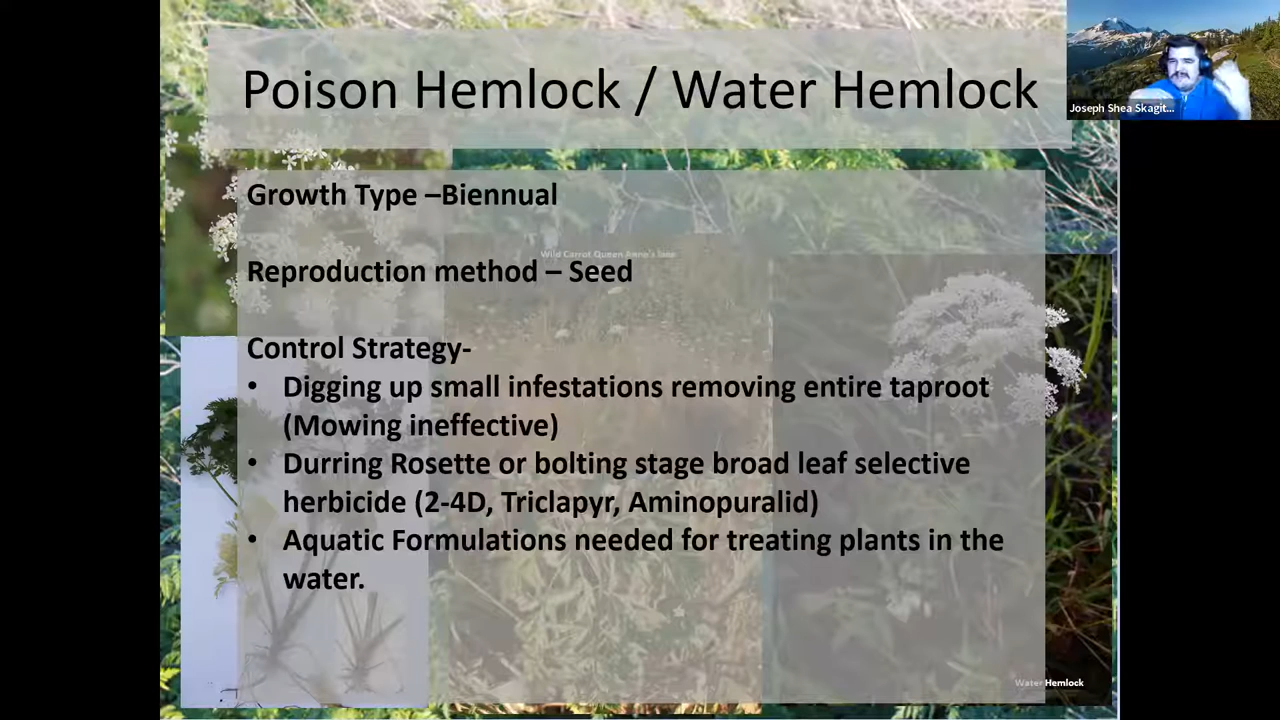 Poison Hemlock / Water Hemlock
Joseph Shea Skagit...
Growth Type –Biennual
Wild Carrot Queen Anne's lace
Reproduction method – Seed
Control Strategy-
• Digging up small infestations removing entire taproot
(Mowing ineffective)
• Durring Rosette or bolting stage broad leaf selective
herbicide (2-4D, Triclapyr, Aminopuralid)
• Aquatic Formulations needed for treating plants in the
water.
Water Hemlock